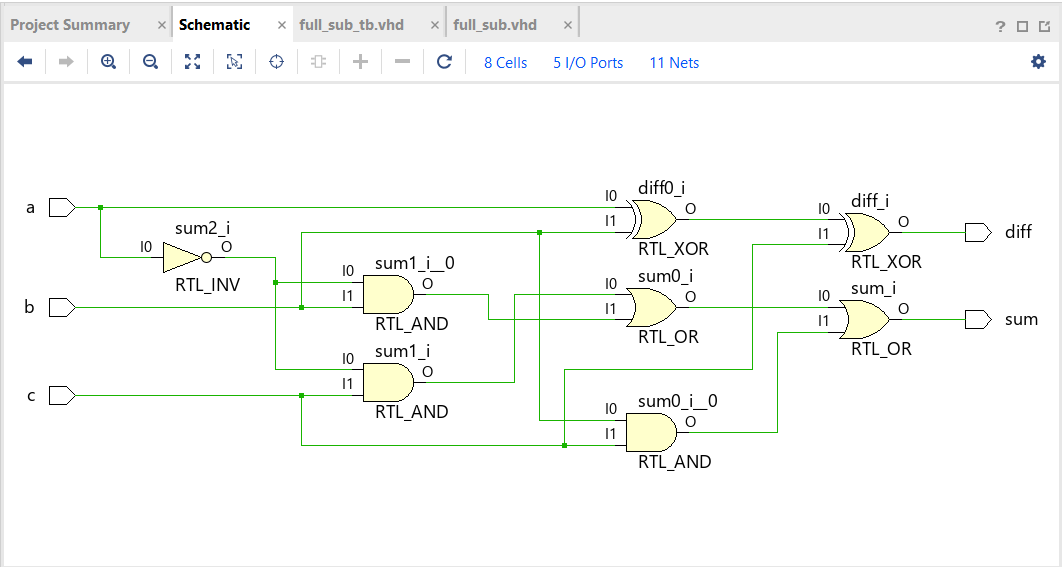 Project Summary × Schematic × full_sub_tb.vhd × full_sub.vhd × ?
8 Cells 5 I/O Ports 11 Nets
a
b
c
sum2_i
I0 O
RTL_INV
sum1_i__0
I0
I1
O
RTL_AND
sum1_i
I0
I1
O
RTL_AND
diff0_i
I0
I1
O
RTL_XOR
sum0_i
I0
I1
O
RTL_OR
sum0_i__0
I0
I1
O
RTL_AND
diff_i
I0
I1
O
RTL_XOR
sum_i
I0
I1
O
RTL_OR
diff
sum